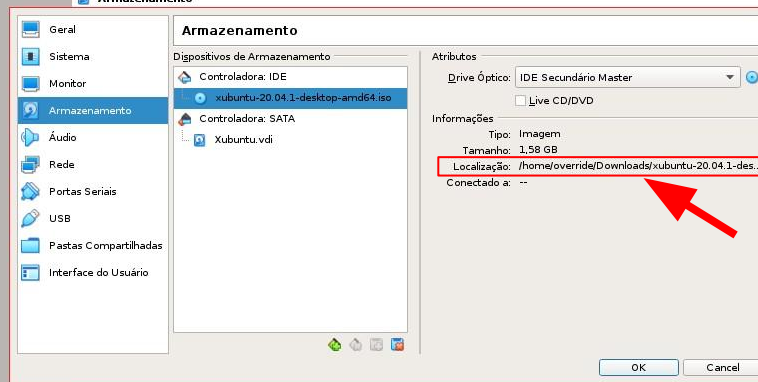 Armazenamento
Geral
Sistema
Monitor
Armazenamento
Áudio
Rede
Portas Seriais
USB
Pastas Compartilhadas
Interface do Usuário
Armazenamento
Dispositivos de Armazenamento
Controladora: IDE
xubuntu-20.04.1-desktop-amd64.iso
Controladora: SATA
Xubuntu.vdi
Atributos
Drive Óptico: IDE Secundário Master
Live CD/DVD
Informações
Tipo: Imagem
Tamanho: 1,58 GB
Localização: /home/override/Downloads/xubuntu-20.04.1-des...
Conectado a: --
OK
Cancel